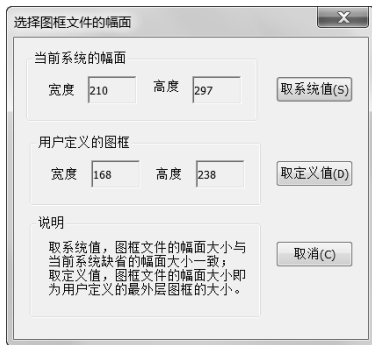 选择图框文件的幅面
当前系统的幅面
宽度 210 高度 297 取系统值(S)
用户定义的图框
宽度 168 高度 238 取定义值(D)
说明
取系统值，图框文件的幅面大小与
当前系统缺省的幅面大小一致；
取定义值，图框文件的幅面大小即
为用户定义的最外层图框的大小。
取消(C)